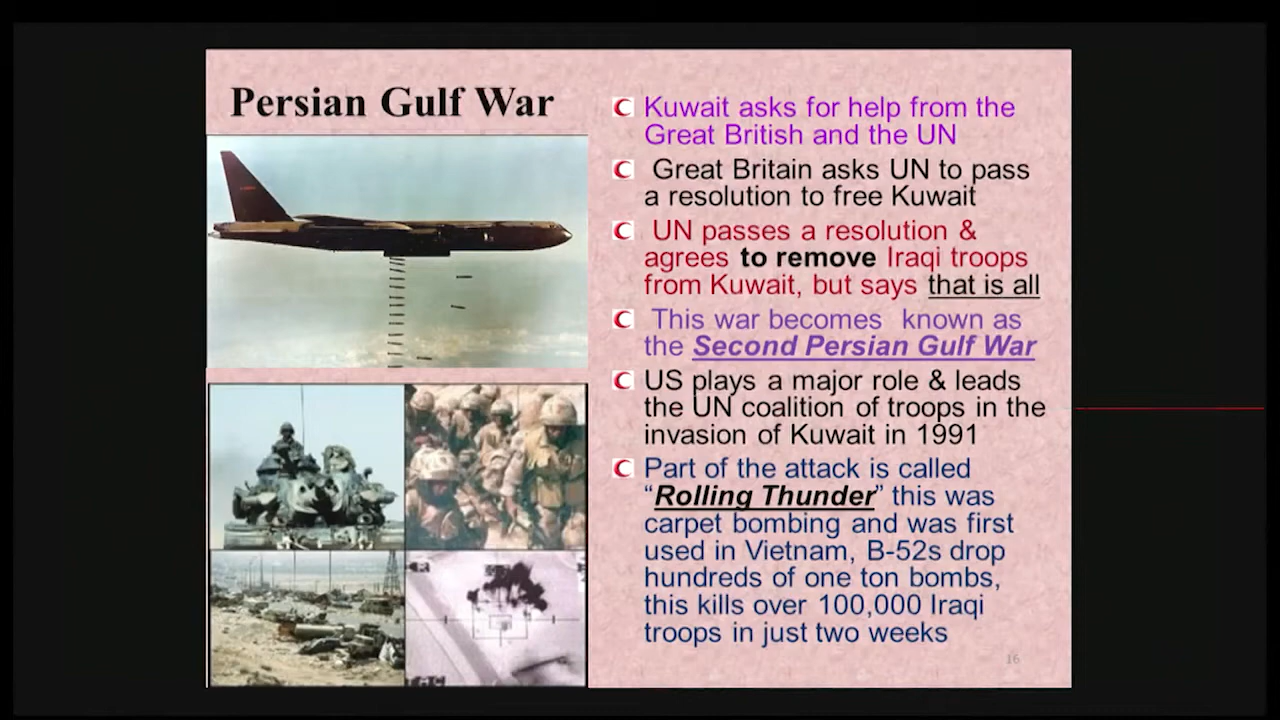 Persian Gulf War
Kuwait asks for help from the
Great British and the UN
Great Britain asks UN to pass
a resolution to free Kuwait
UN passes a resolution &
agrees to remove Iraqi troops
from Kuwait, but says that is all
This war becomes known as
the Second Persian Gulf War
US plays a major role & leads
the UN coalition of troops in the
invasion of Kuwait in 1991
Part of the attack is called
“Rolling Thunder” this was
carpet bombing and was first
used in Vietnam, B-52s drop
hundreds of one ton bombs,
this kills over 100,000 Iraqi
troops in just two weeks
16